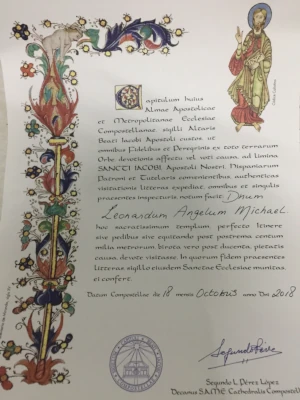 Capitulum huius
Almae Apostolicae
et Metropolitanae Ecclesiae
Compostellanae, sigilli Altaris
Beati Iacobi Apostoli custos, ut
omnibus Fidelibus et Peregrinis ex toto terrarum
Orbe, devotionis affectu vel voti causa, ad limina
SANCTI IACOBI, Apostoli Nostri, Hispaniarum
Patroni et Tutelaris convenientibus, authenticas
visitationis litteras expediat, omnibus et singulis
praesentes inspecturis notum facit: Dnum
Leonardum Angelum Michael
hoc sacratissimum templum, perfecto itinere
sive pedibus sive equitando post postrema centum
milia metrorum, birota vero post ducenta, pietatis
causa, devote visitasse. In quorum fidem praesentes
litteras sigillo eiusdem Sanctae Ecclesiae munitas
ei confert.
Datum Compostellae die 18 mensis Octobris anno Dni 2018
Segundo L. Pérez López
Decanus S.A.M.E. Cathedralis Compostellanae